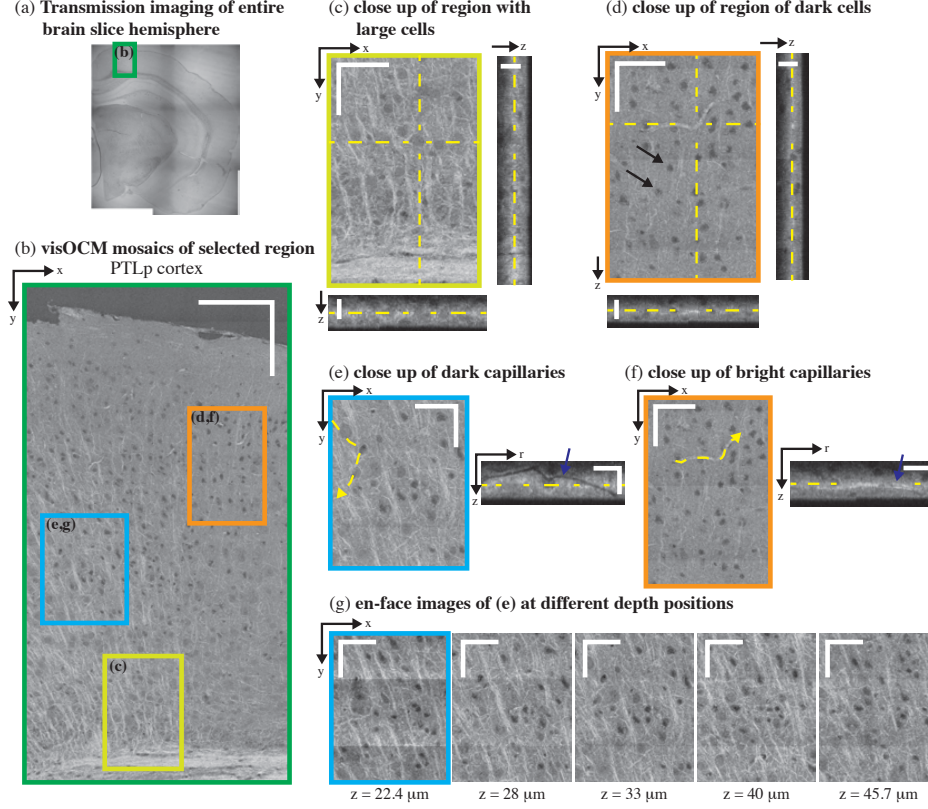 (a) Transmission imaging of entire
brain slice hemisphere
(b)
(b) visOCM mosaics of selected region
x
PTLp cortex
y
(d,f)
(e,g)
(c)
(c) close up of region with
large cells
x
z
y
z
(d) close up of region of dark cells
x
z
y
z
(e) close up of dark capillaries
x
y
r
z
(f) close up of bright capillaries
x
y
r
z
(g) en-face images of (e) at different depth positions
x
y
z = 22.4 μm
z = 28 μm
z = 33 μm
z = 40 μm
z = 45.7 μm